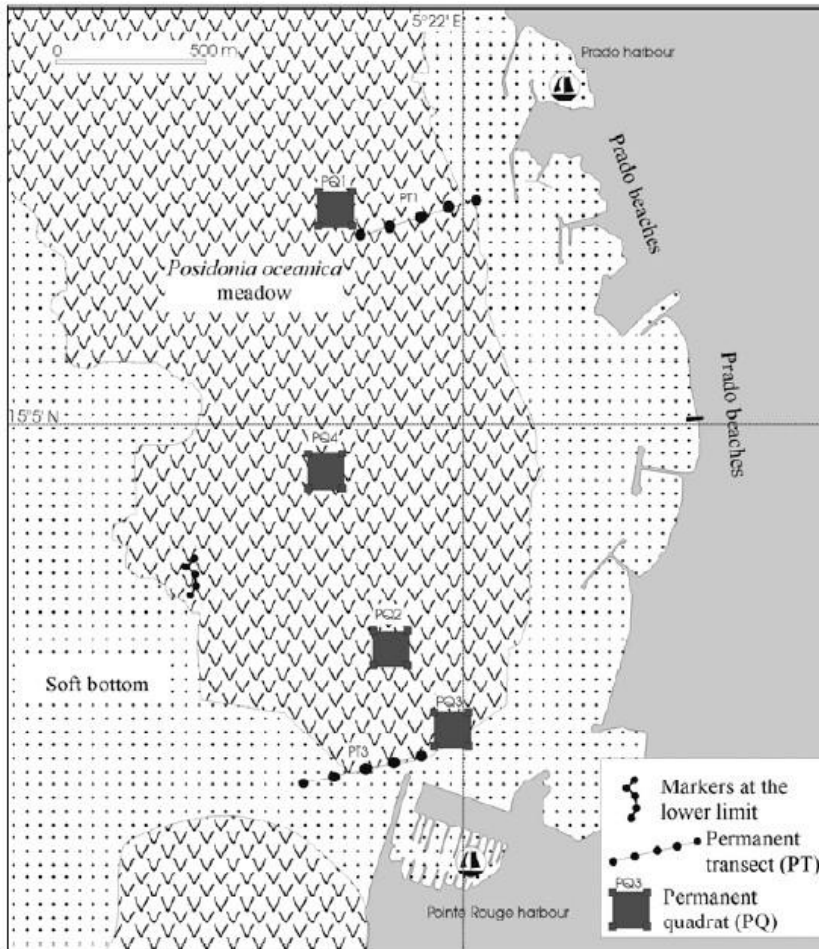 5°22' E
0 500 m
Prado harbour
Prado beaches
PQ1
PT1
Posidonia oceanica
meadow
Prado beaches
15°5' N
PQ4
PQ2
Soft bottom
PQ3
PT3
Markers at the
lower limit
Permanent
transect (PT)
PQ3
Permanent
quadrat (PQ)
Pointe Rouge harbour